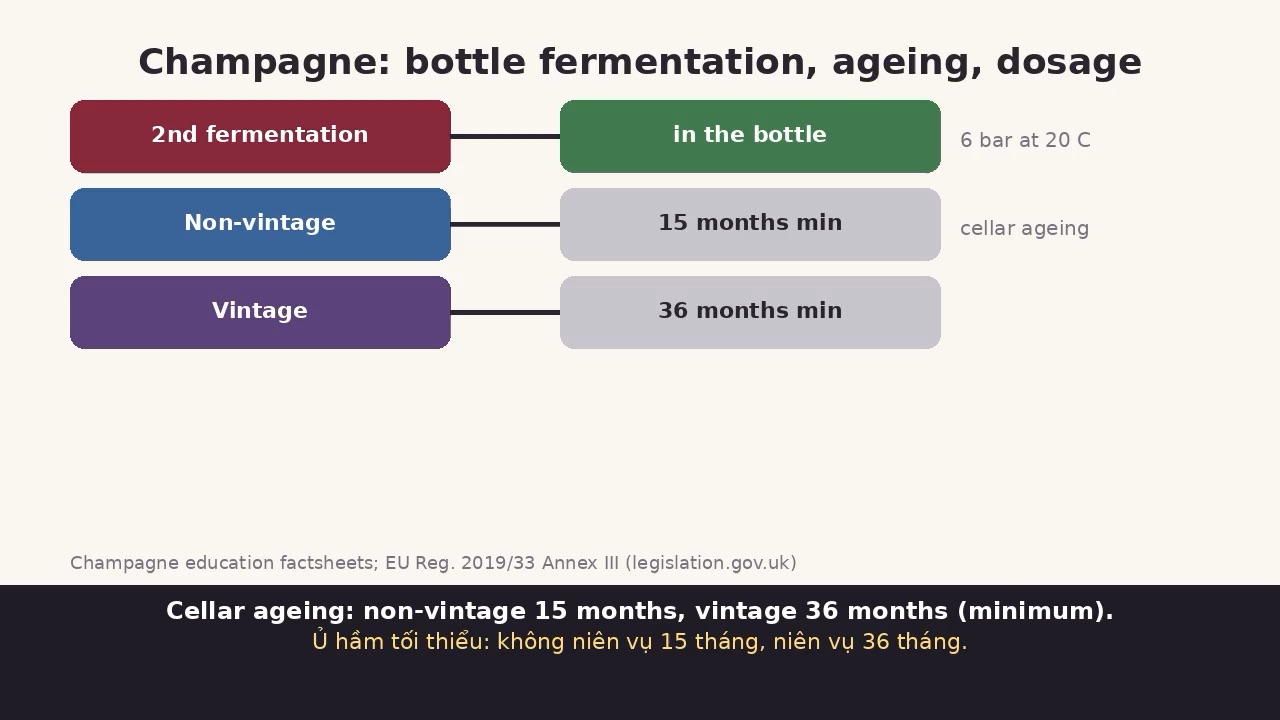 Champagne: bottle fermentation, ageing, dosage
2nd fermentation
in the bottle
6 bar at 20 C
Non-vintage
15 months min
cellar ageing
Vintage
36 months min
Champagne education factsheets; EU Reg. 2019/33 Annex III (legislation.gov.uk)
Cellar ageing: non-vintage 15 months, vintage 36 months (minimum).
Ủ hầm tối thiểu: không niên vụ 15 tháng, niên vụ 36 tháng.